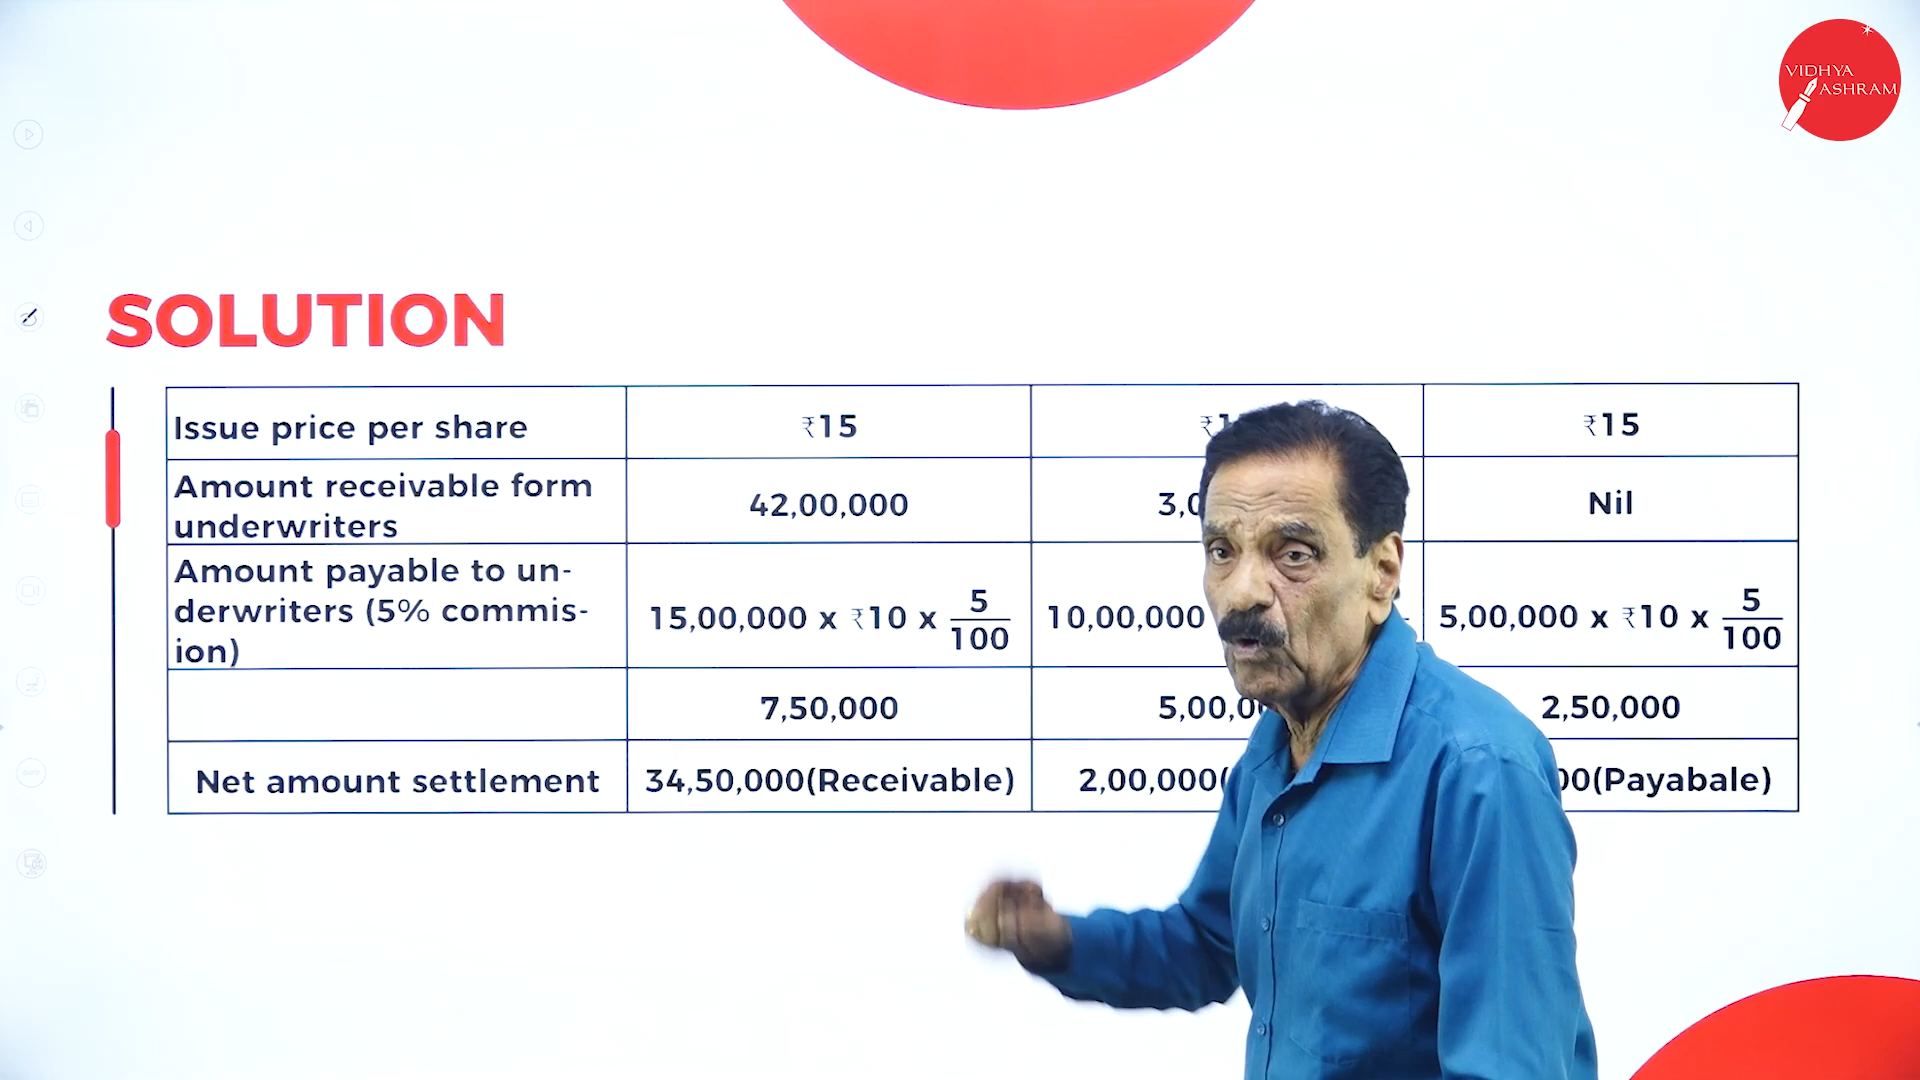 VIDHYA
ASHRAM
SOLUTION
Issue price per share ₹15 ₹15
Amount receivable form
underwriters 42,00,000 Nil
Amount payable to un-
derwriters (5% commis-
ion) 15,00,000 x ₹10 x 5/100 10,00,000 5,00,000 x ₹10 x 5/100
7,50,000 2,50,000
Net amount settlement 34,50,000(Receivable) 2,00,000( (Payabale)